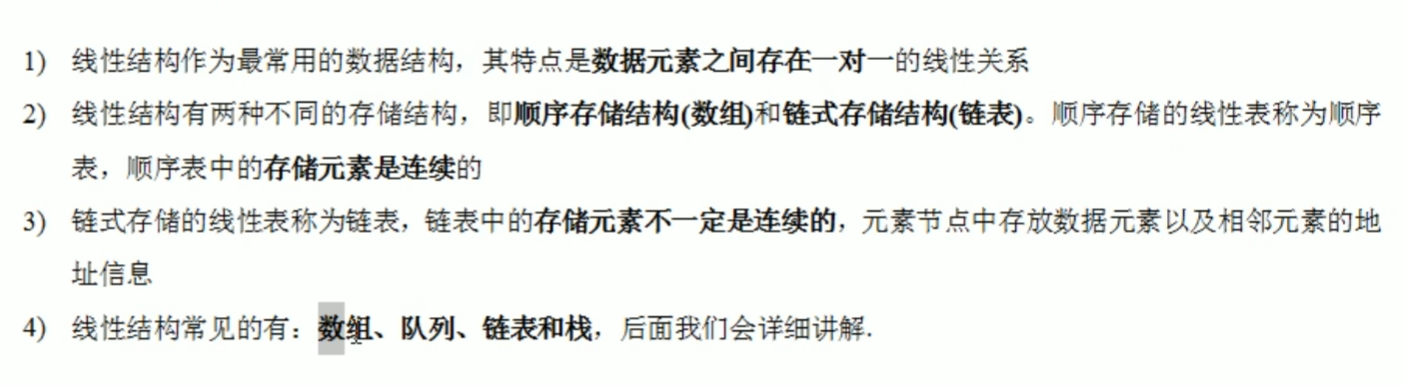 1) 线性结构作为最常用的数据结构，其特点是数据元素之间存在一对一的线性关系
2) 线性结构有两种不同的存储结构，即顺序存储结构(数组)和链式存储结构(链表)。顺序存储的线性表称为顺序
表，顺序表中的存储元素是连续的
3) 链式存储的线性表称为链表，链表中的存储元素不一定是连续的，元素节点中存放数据元素以及相邻元素的地
址信息
4) 线性结构常见的有：数组、队列、链表和栈，后面我们会详细讲解.